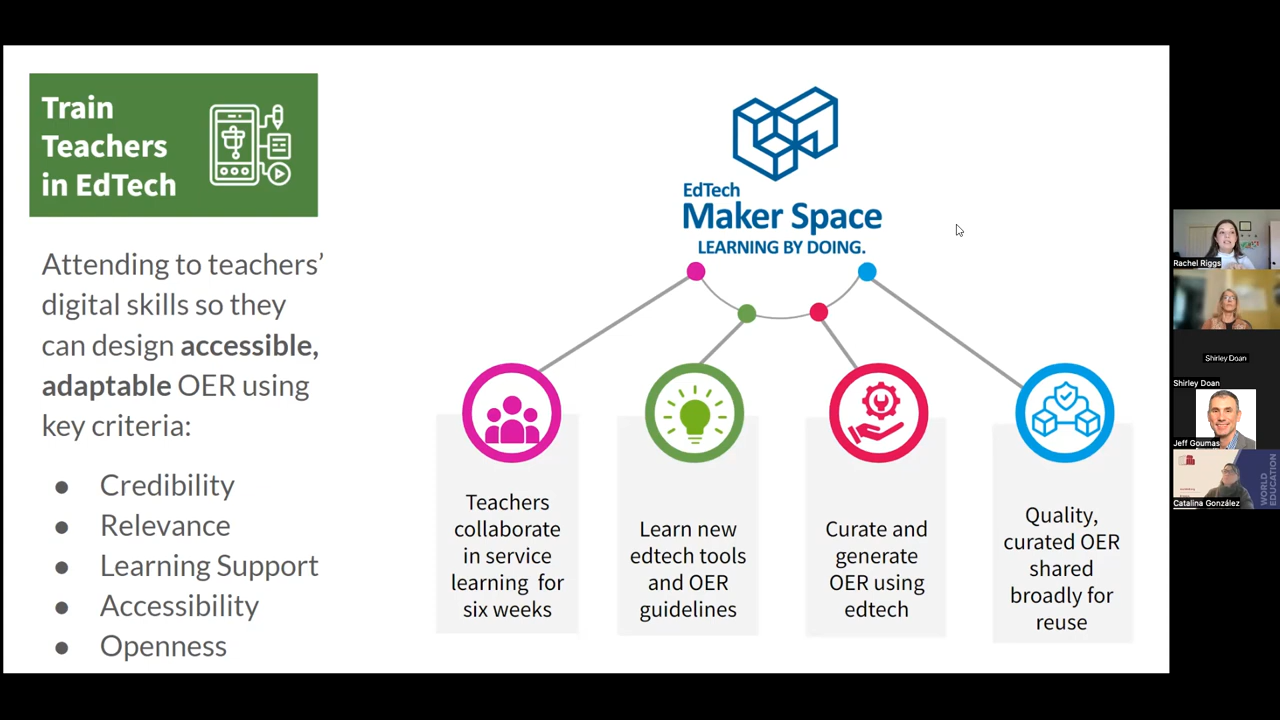 Train
Teachers
in EdTech
Attending to teachers’
digital skills so they
can design accessible,
adaptable OER using
key criteria:
● Credibility
● Relevance
● Learning Support
● Accessibility
● Openness
EdTech
Maker Space
LEARNING BY DOING.
Teachers
collaborate
in service
learning for
six weeks
Learn new
edtech tools
and OER
guidelines
Curate and
generate
OER using
edtech
Quality,
curated OER
shared
broadly for
reuse
Rachel Riggs
Shirley Doan
Shirley Doan
Jeff Goumas
Catalina González
WORLD
EDUCATION